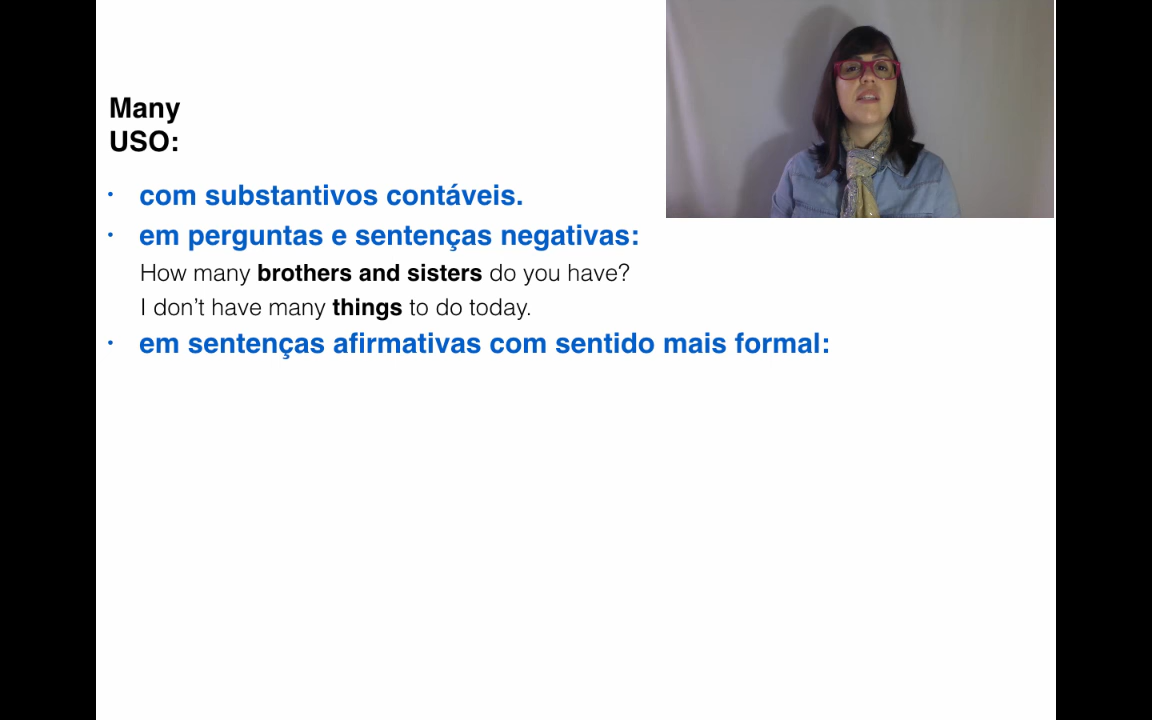 Many
USO:
· com substantivos contáveis.
· em perguntas e sentenças negativas:
How many brothers and sisters do you have?
I don’t have many things to do today.
· em sentenças afirmativas com sentido mais formal: